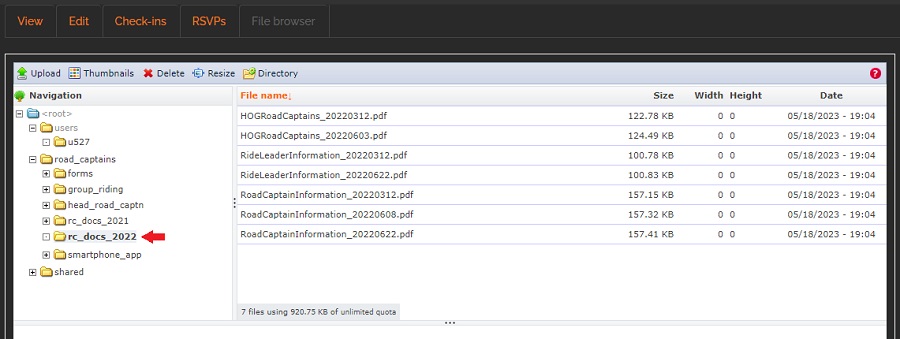 View Edit Check-ins RSVPs File browser
Upload Thumbnails Delete Resize Directory ?
Navigation
<root>
users
u527
road_captains
forms
group_riding
head_road_captn
rc_docs_2021
rc_docs_2022
smartphone_app
shared
File name↓ Size Width Height Date
HOGRoadCaptains_20220312.pdf 122.78 KB 0 0 05/18/2023 - 19:04
HOGRoadCaptains_20220603.pdf 124.49 KB 0 0 05/18/2023 - 19:04
RideLeaderInformation_20220312.pdf 100.78 KB 0 0 05/18/2023 - 19:04
RideLeaderInformation_20220622.pdf 100.83 KB 0 0 05/18/2023 - 19:04
RoadCaptainInformation_20220312.pdf 157.15 KB 0 0 05/18/2023 - 19:04
RoadCaptainInformation_20220608.pdf 157.32 KB 0 0 05/18/2023 - 19:04
RoadCaptainInformation_20220622.pdf 157.41 KB 0 0 05/18/2023 - 19:04
7 files using 920.75 KB of unlimited quota